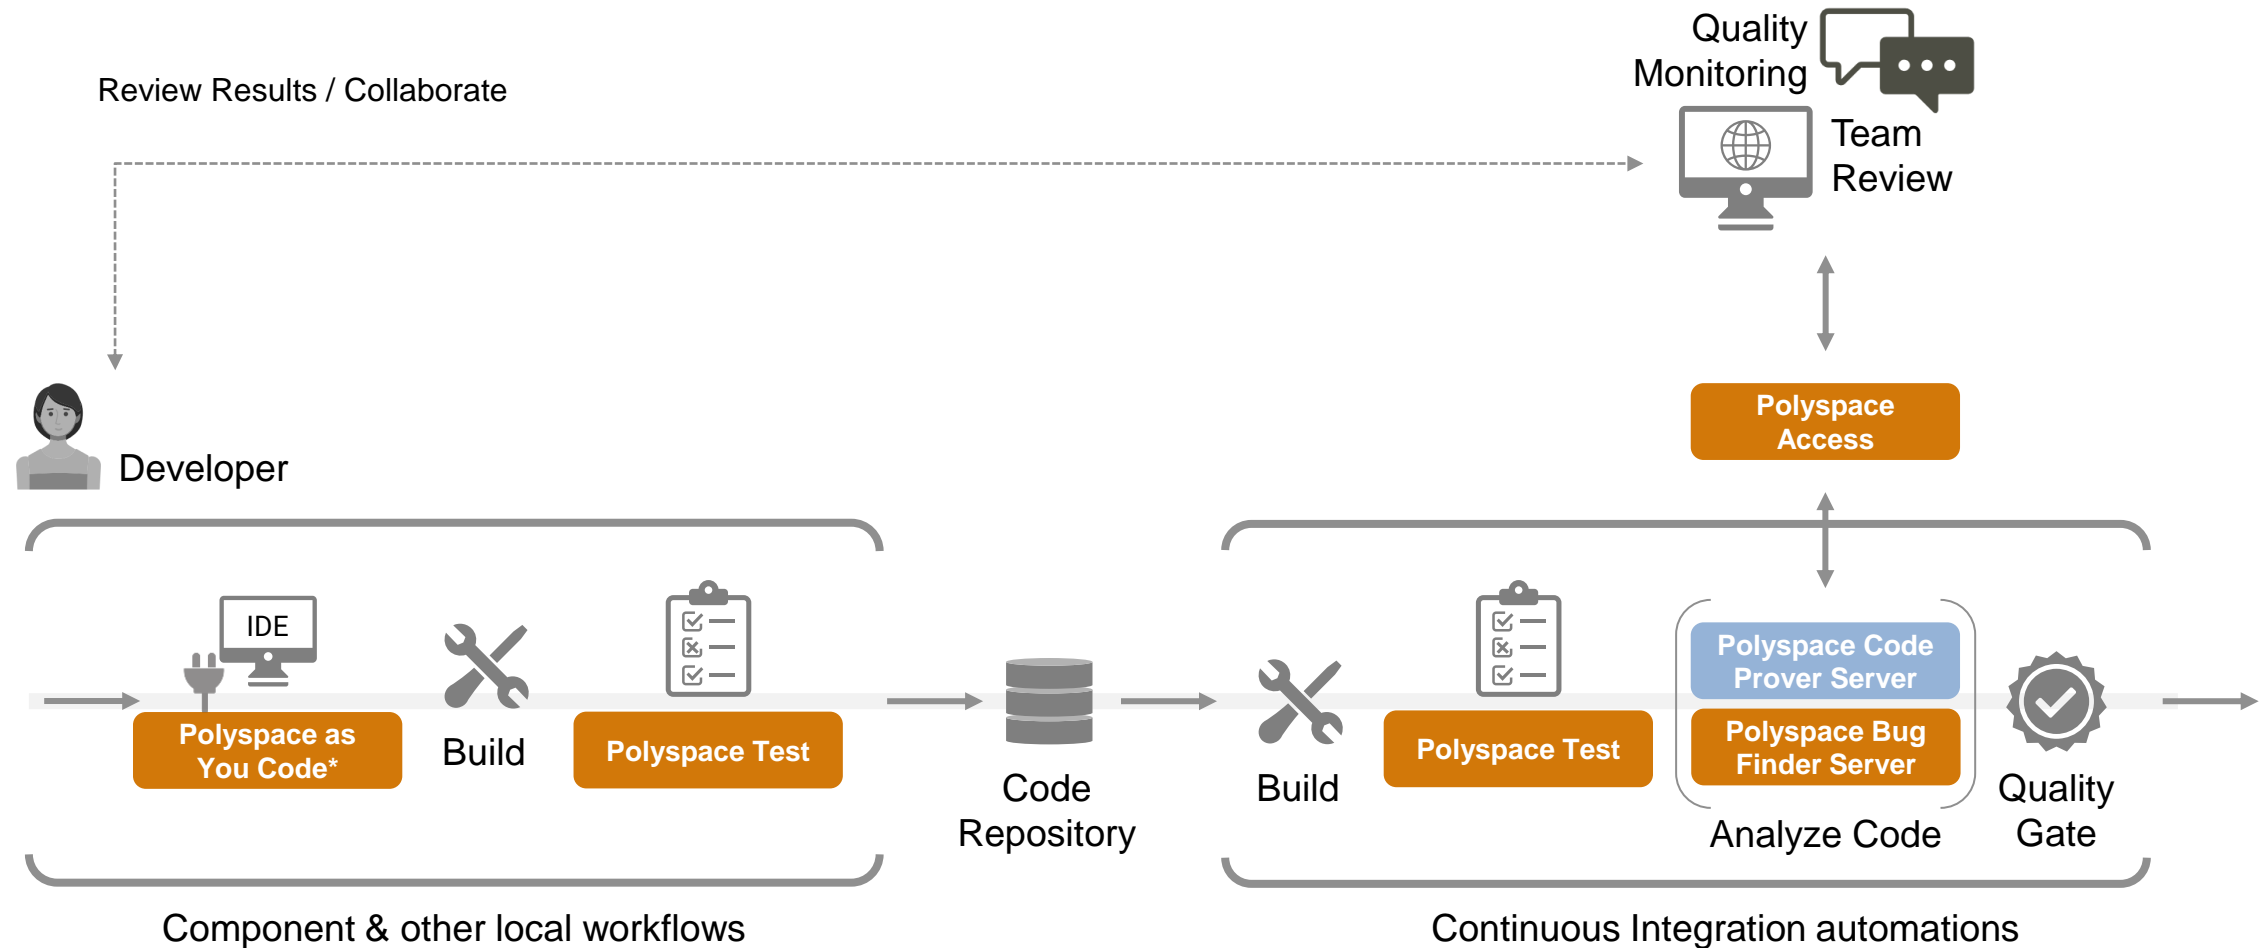 Quality
Monitoring
Review Results / Collaborate
Team
Review
Polyspace
Access
Developer
IDE
Polyspace as
You Code*
Build
Polyspace Test
Code
Repository
Build
Polyspace Test
Polyspace Code
Prover Server
Polyspace Bug
Finder Server
Analyze Code
Quality
Gate
Component & other local workflows
Continuous Integration automations